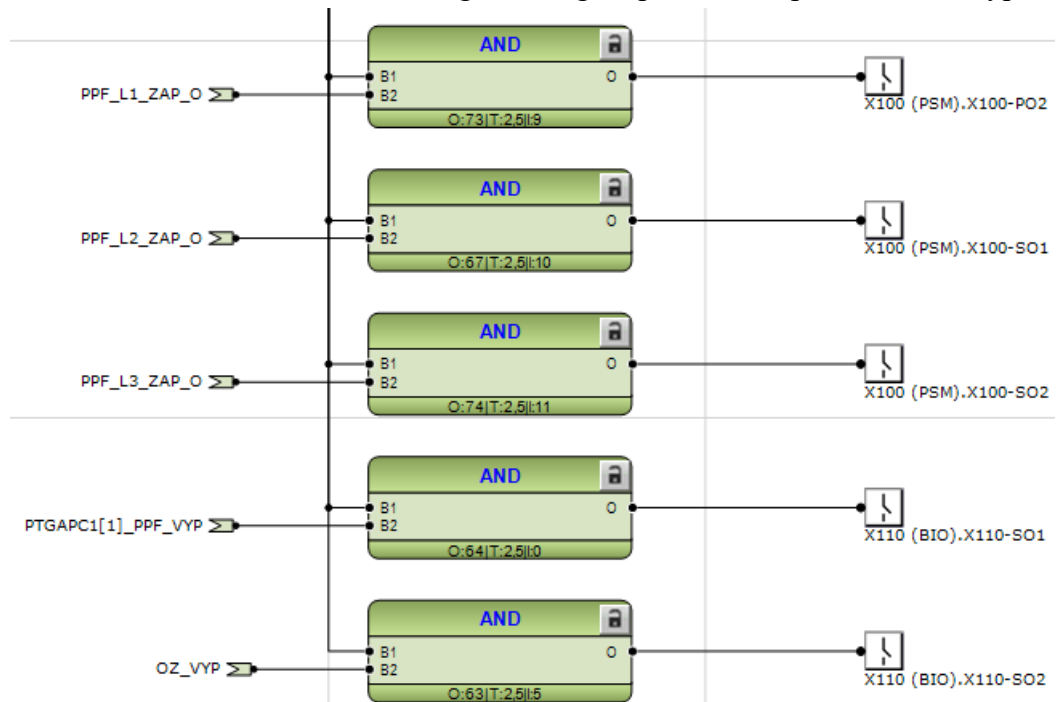 AND
B1
O
PPF_L1_ZAP_O
B2
X100 (PSM).X100-PO2
O:73|T:2,5|I:9
AND
B1
O
PPF_L2_ZAP_O
B2
X100 (PSM).X100-SO1
O:67|T:2,5|I:10
AND
B1
O
PPF_L3_ZAP_O
B2
X100 (PSM).X100-SO2
O:74|T:2,5|I:11
AND
B1
O
PTGAPC1[1]_PPF_VYP
B2
X110 (BIO).X110-SO1
O:64|T:2,5|I:0
AND
B1
O
OZ_VYP
B2
X110 (BIO).X110-SO2
O:63|T:2,5|I:5